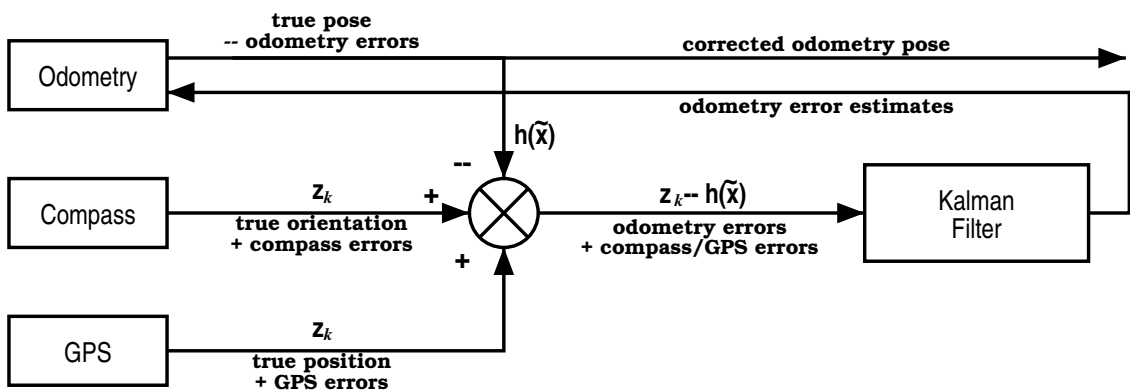 true pose
-- odometry errors
corrected odometry pose
Odometry
odometry error estimates
h(x̃)
--
Compass
z_k
true orientation
+ compass errors
+
+
z_k-- h(x̃)
odometry errors
+ compass/GPS errors
Kalman
Filter
GPS
z_k
true position
+ GPS errors